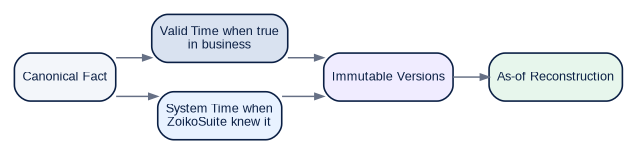 Canonical Fact
Valid Time when true
in business
System Time when
ZoikoSuite knew it
Immutable Versions
As-of Reconstruction